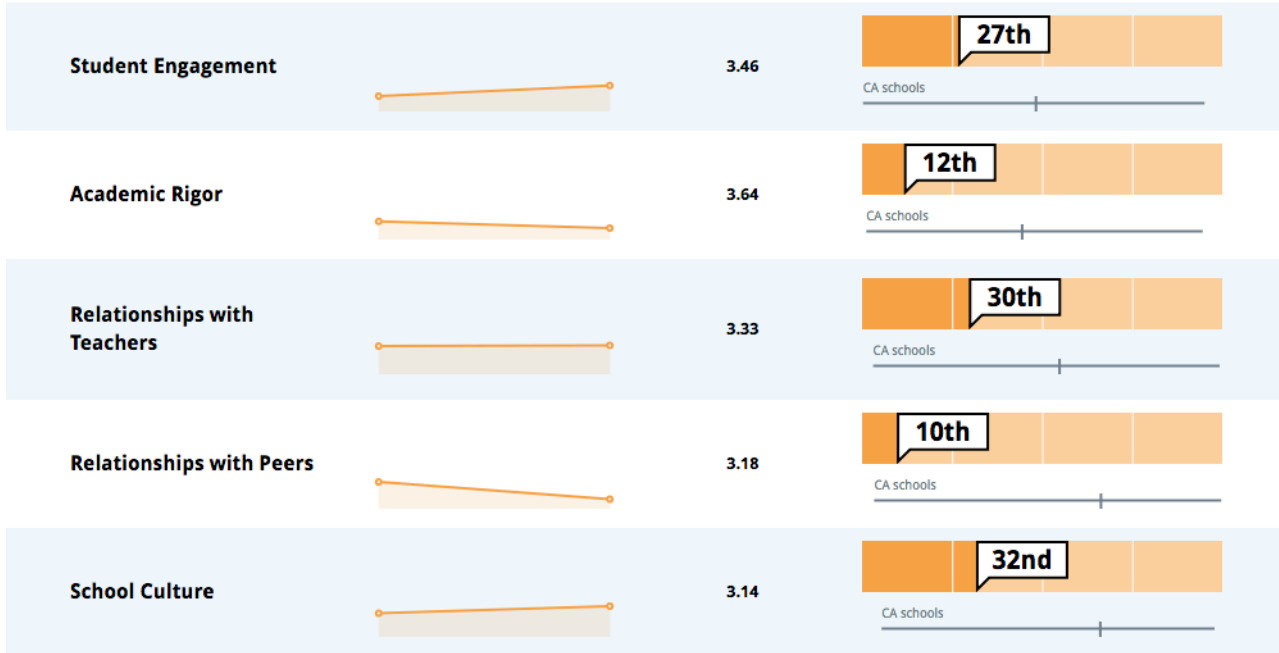 Student Engagement
3.46
27th
CA schools
Academic Rigor
3.64
12th
CA schools
Relationships with
Teachers
3.33
30th
CA schools
Relationships with Peers
3.18
10th
CA schools
School Culture
3.14
32nd
CA schools